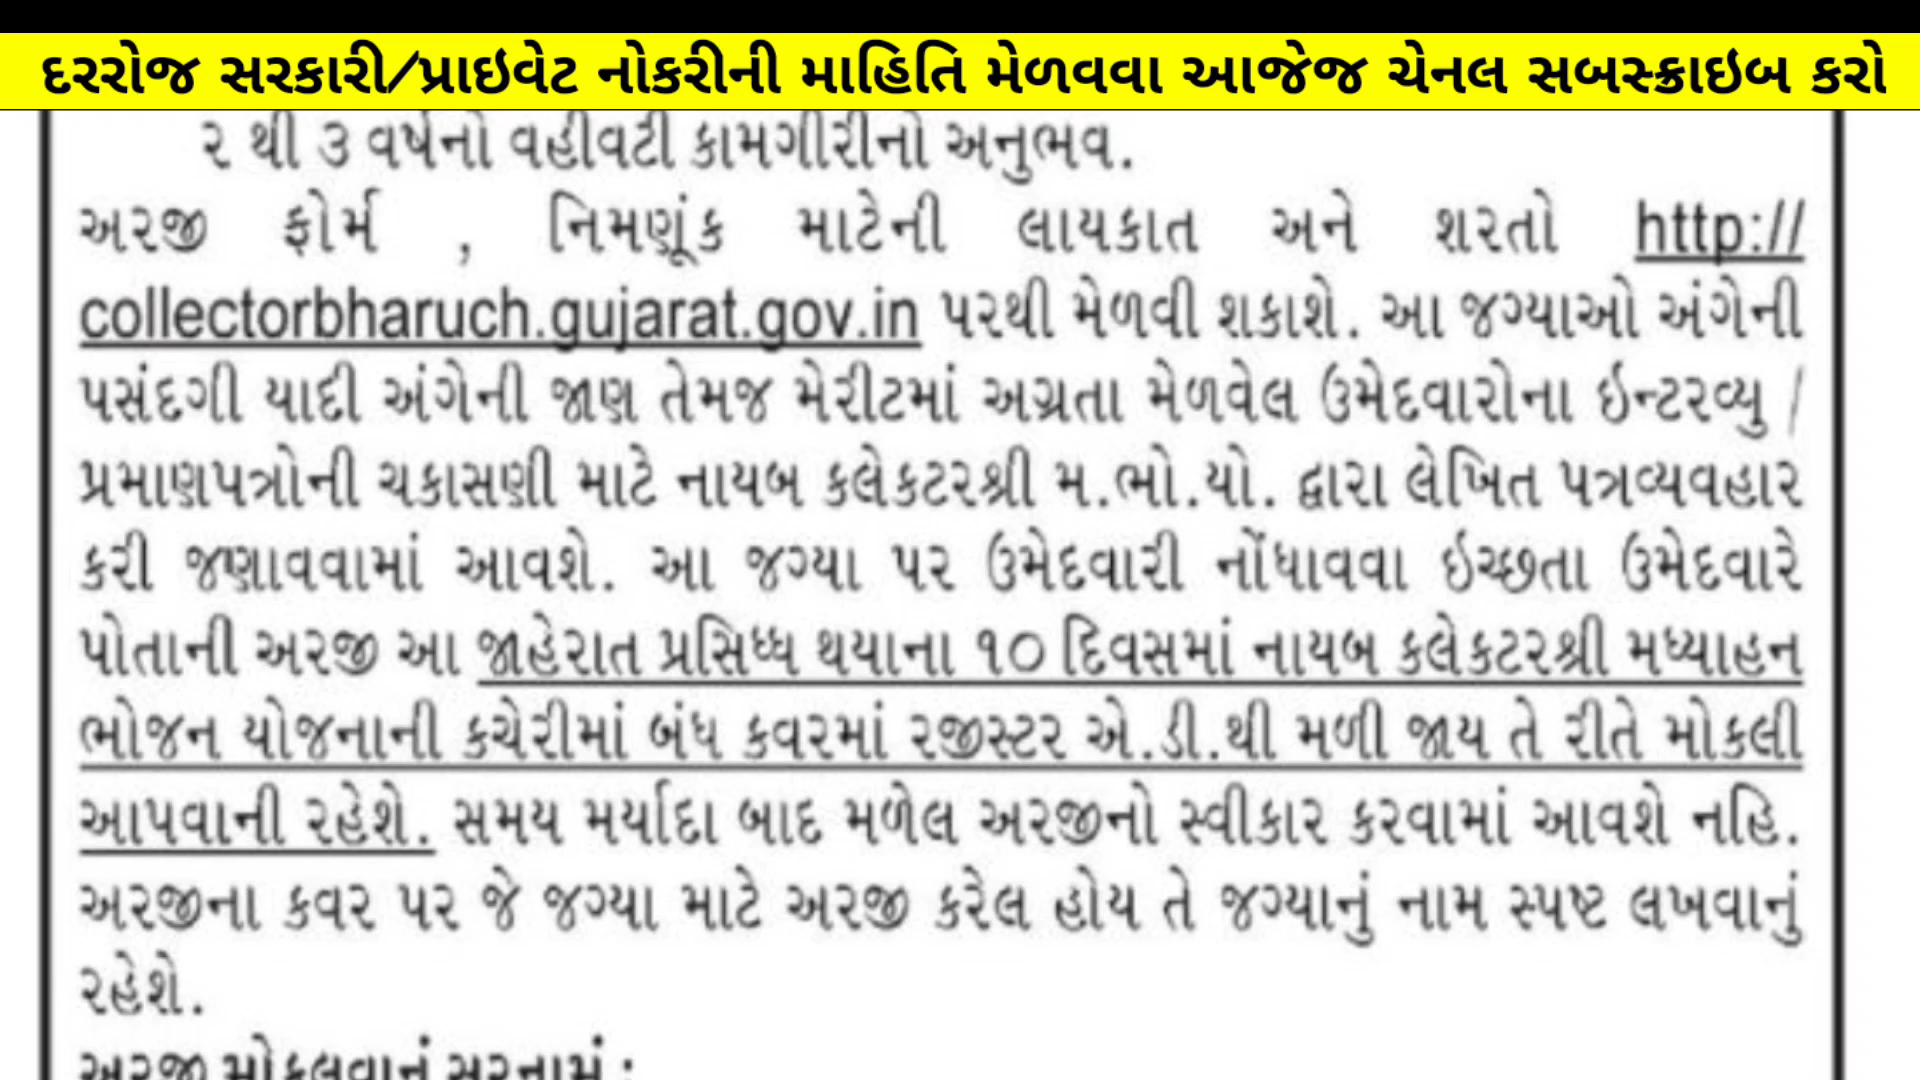 દરરોજ સરકારી/પ્રાઇવેટ નોકરીની માહિતિ મેળવવા આજેજ ચેનલ સબસ્ક્રાઇબ કરો
૨ થી ૩ વર્ષનો વહીવટી કામગીરીનો અનુભવ.
અરજી ફોર્મ , નિમણૂંક માટેની લાયકાત અને શરતો http://
collectorbharuch.gujarat.gov.in પરથી મેળવી શકાશે. આ જગ્યાઓ અંગેની
પસંદગી યાદી અંગેની જાણ તેમજ મેરીટમાં અગ્રતા મેળવેલ ઉમેદવારોના ઇન્ટરવ્યુ /
પ્રમાણપત્રોની ચકાસણી માટે નાયબ કલેકટરશ્રી મ.ભો.યો. દ્વારા લેખિત પત્રવ્યવહાર
કરી જણાવવામાં આવશે. આ જગ્યા પર ઉમેદવારી નોંધાવવા ઇચ્છતા ઉમેદવારે
પોતાની અરજી આ જાહેરાત પ્રસિધ્ધ થયાના ૧૦ દિવસમાં નાયબ કલેકટરશ્રી મધ્યાહન
ભોજન યોજનાની કચેરીમાં બંધ કવરમાં રજીસ્ટર એ.ડી.થી મળી જાય તે રીતે મોકલી
આપવાની રહેશે. સમય મર્યાદા બાદ મળેલ અરજીનો સ્વીકાર કરવામાં આવશે નહિ.
અરજીના કવર પર જે જગ્યા માટે અરજી કરેલ હોય તે જગ્યાનું નામ સ્પષ્ટ લખવાનું
રહેશે.
અરજી મોકલવાનું સરનામું :